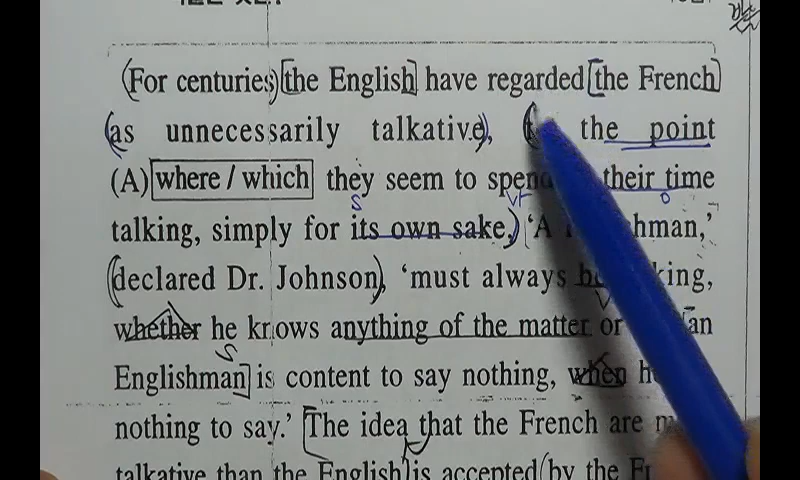 For centuries the English have regarded the French
as unnecessarily talkative, the point
(A) where / which they seem to their time
talking, simply for its own sake, 'A hman,'
declared Dr. Johnson, 'must always king,
whether he knows anything of the matter or an
Englishman is content to say nothing, when
nothing to say.' The idea that the French are
talkative than the English is accepted by the
S
V
O
S
V